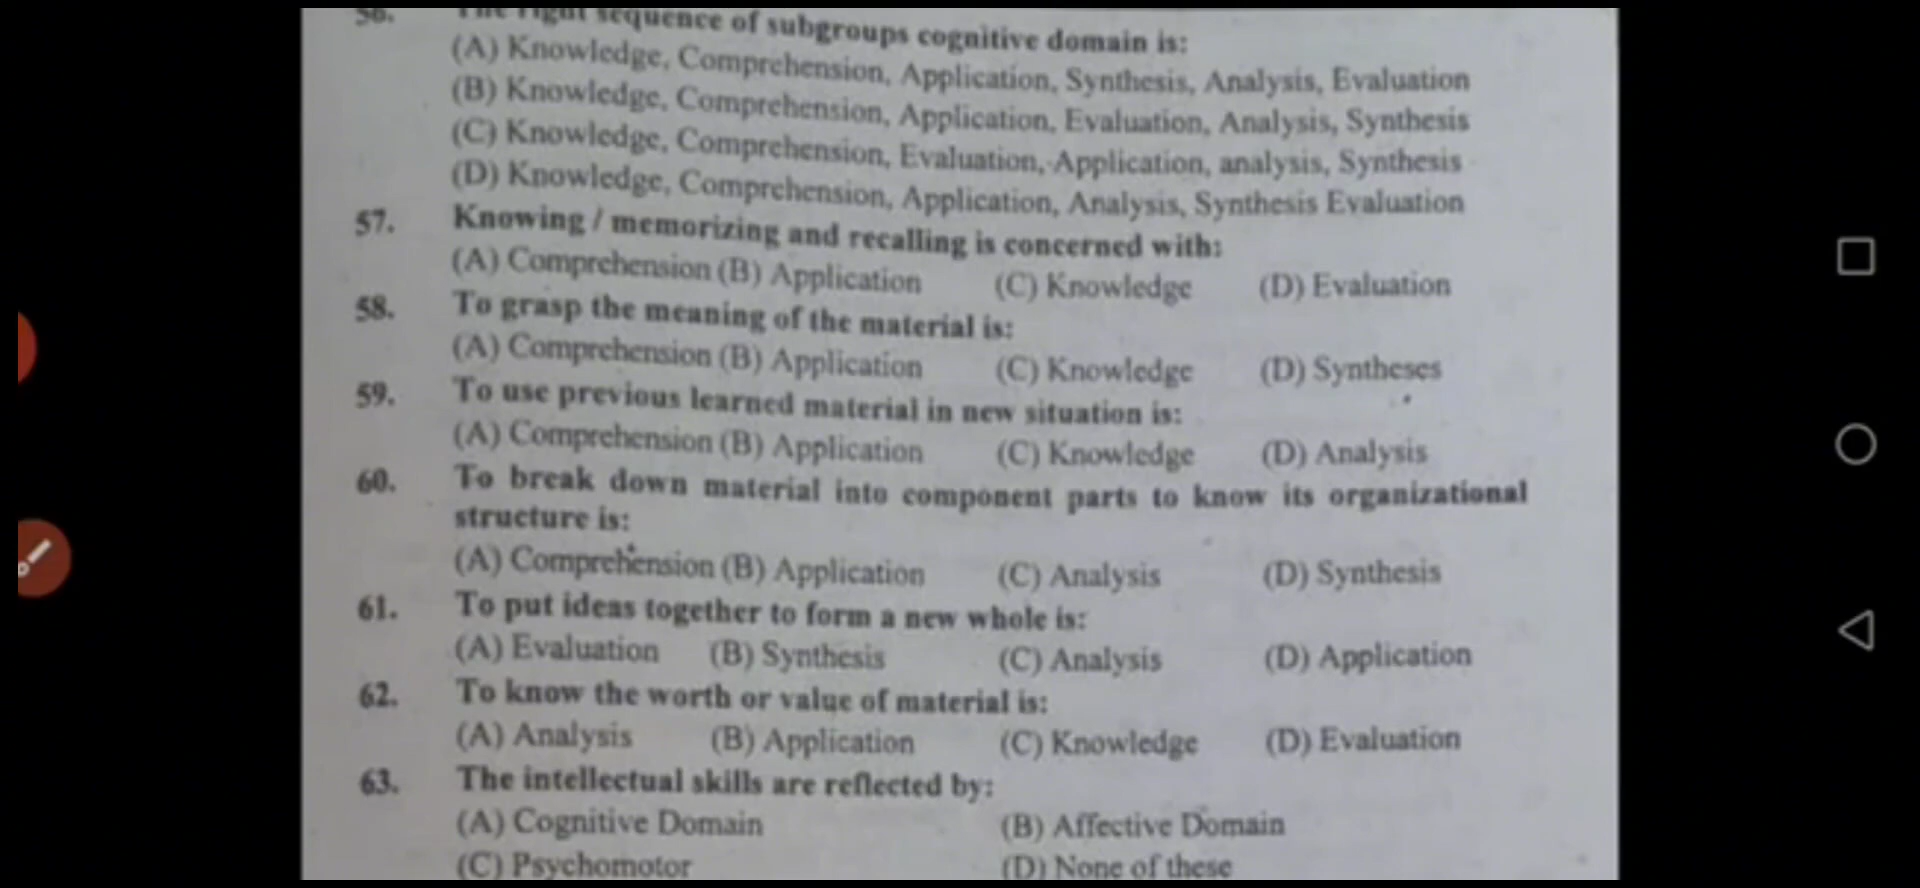 56. The right sequence of subgroups cognitive domain is:
(A) Knowledge, Comprehension, Application, Synthesis, Analysis, Evaluation
(B) Knowledge, Comprehension, Application, Evaluation, Analysis, Synthesis
(C) Knowledge, Comprehension, Evaluation, Application, analysis, Synthesis
(D) Knowledge, Comprehension, Application, Analysis, Synthesis Evaluation
57. Knowing / memorizing and recalling is concerned with:
(A) Comprehension (B) Application (C) Knowledge (D) Evaluation
58. To grasp the meaning of the material is:
(A) Comprehension (B) Application (C) Knowledge (D) Syntheses
59. To use previous learned material in new situation is:
(A) Comprehension (B) Application (C) Knowledge (D) Analysis
60. To break down material into component parts to know its organizational
structure is:
(A) Comprehension (B) Application (C) Analysis (D) Synthesis
61. To put ideas together to form a new whole is:
(A) Evaluation (B) Synthesis (C) Analysis (D) Application
62. To know the worth or value of material is:
(A) Analysis (B) Application (C) Knowledge (D) Evaluation
63. The intellectual skills are reflected by:
(A) Cognitive Domain (B) Affective Domain
(C) Psychomotor (D) None of these